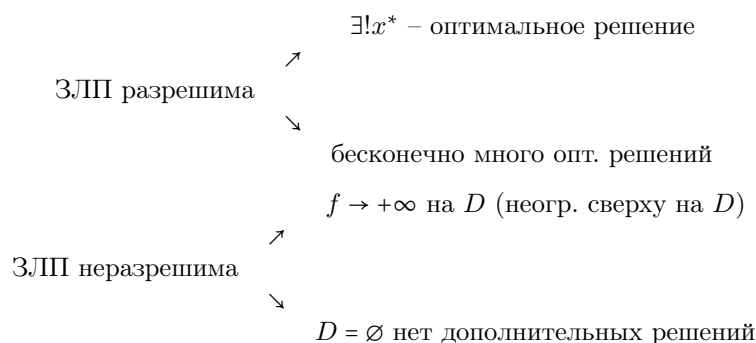 ∃!x* – оптимальное решение
↗
ЗЛП разрешима
↘
бесконечно много опт. решений
f → +∞ на D (неогр. сверху на D)
↗
ЗЛП неразрешима
↘
D = ∅ нет дополнительных решений